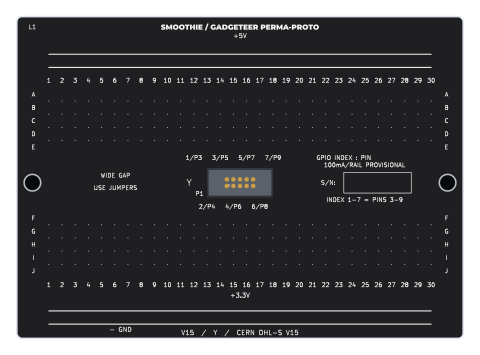 L1
SMOOTHIE / GADGETEER PERMA-PROTO
+5V
1 2 3 4 5 6 7 8 9 10 11 12 13 14 15 16 17 18 19 20 21 22 23 24 25 26 27 28 29 30
A A
B B
C C
D D
E E
1/P3 3/P5 5/P7 7/P9
GPIO INDEX : PIN
100mA/RAIL PROVISIONAL
WIDE GAP
USE JUMPERS
Y
P1
S/N:
2/P4 4/P6 6/P8
INDEX 1-7 = PINS 3-9
F F
G G
H H
I I
J J
1 2 3 4 5 6 7 8 9 10 11 12 13 14 15 16 17 18 19 20 21 22 23 24 25 26 27 28 29 30
+3.3V
- GND
V15 / Y / CERN OHL-S V15